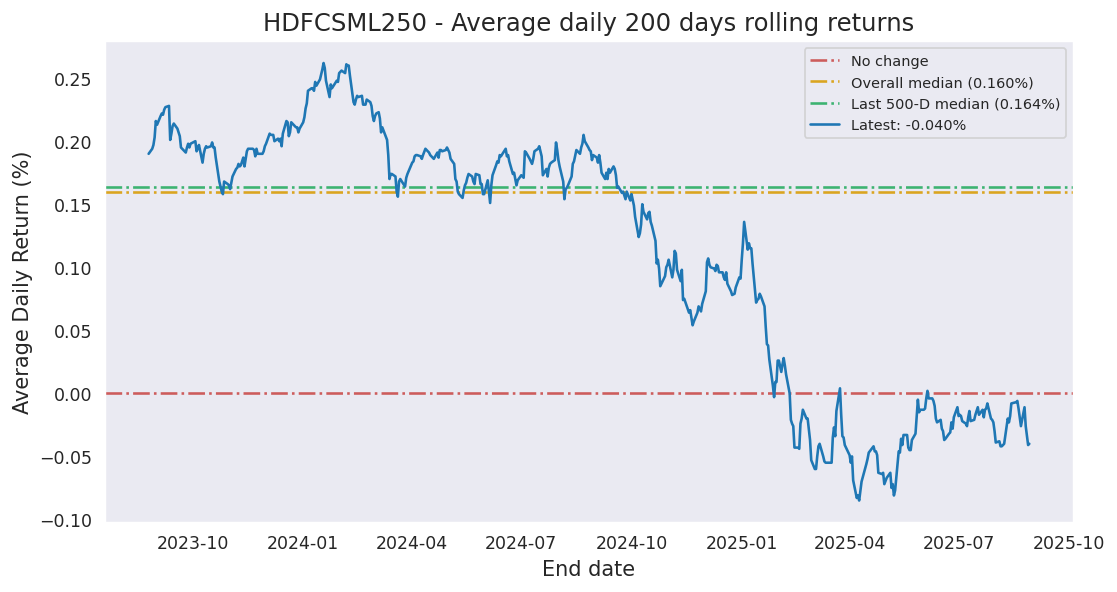 HDFCSML250 - Average daily 200 days rolling returns
No change
Overall median (0.160%)
Last 500-D median (0.164%)
Latest: -0.040%
Average Daily Return (%)
0.25
0.20
0.15
0.10
0.05
0.00
−0.05
−0.10
2023-10 2024-01 2024-04 2024-07 2024-10 2025-01 2025-04 2025-07 2025-10
End date